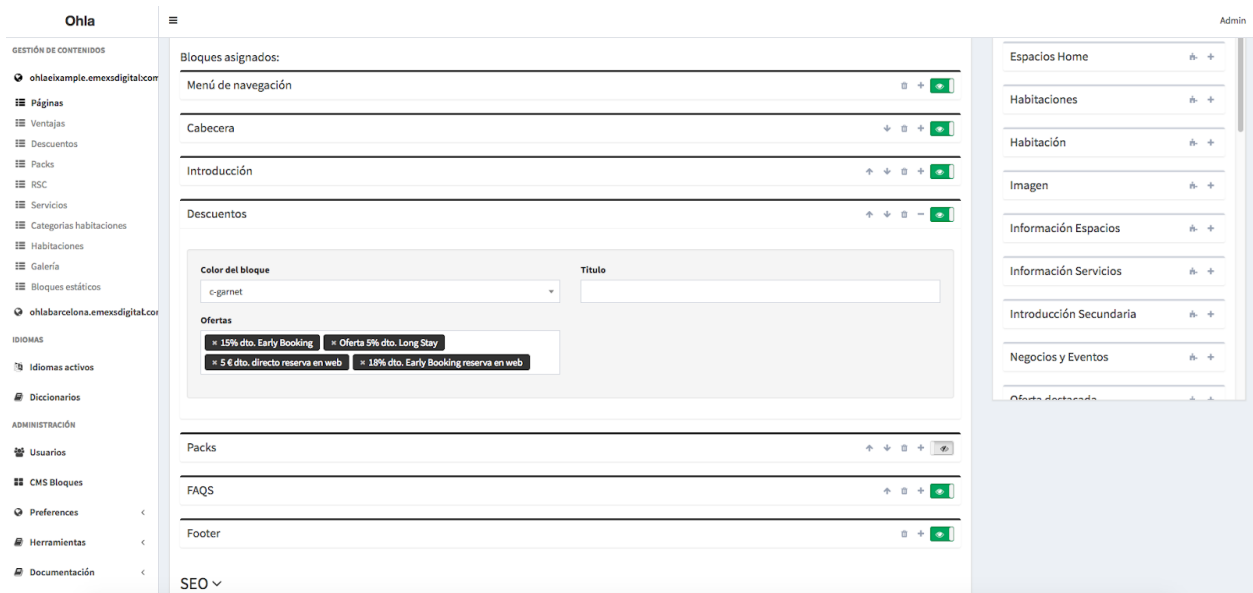 Ohla
Admin
GESTIÓN DE CONTENIDOS
ohlaeixample.emexsdigital.com
Páginas
Ventajas
Descuentos
Packs
RSC
Servicios
Categorias habitaciones
Habitaciones
Galería
Bloques estáticos
ohlabarcelona.emexsdigital.cor
IDIOMAS
Idiomas activos
Diccionarios
ADMINISTRACIÓN
Usuarios
CMS Bloques
Preferences
Herramientas
Documentación
Bloques asignados:
Menú de navegación
Cabecera
Introducción
Descuentos
Color del bloque
Titulo
c-garnet
Ofertas
× 15% dto. Early Booking × Oferta 5% dto. Long Stay
× 5 € dto. directo reserva en web × 18% dto. Early Booking reserva en web
Packs
FAQS
Footer
SEO
Espacios Home
Habitaciones
Habitación
Imagen
Información Espacios
Información Servicios
Introducción Secundaria
Negocios y Eventos
Oferta destacada